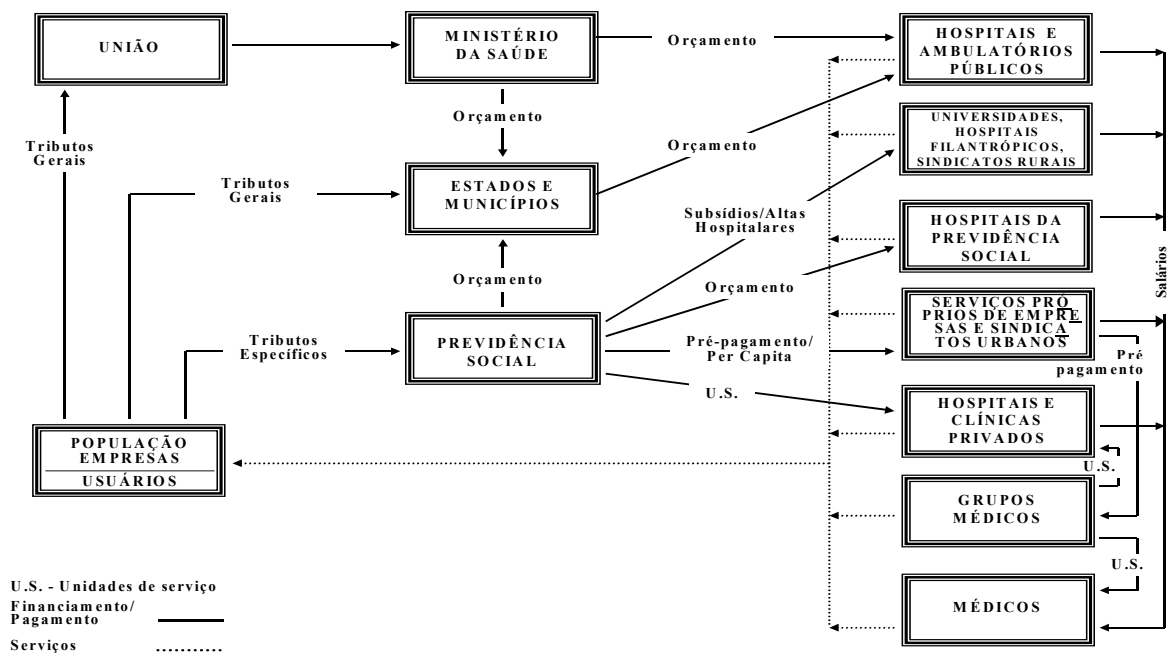 UNIÃO
MINISTÉRIO
DA SAÚDE
Orçamento
HOSPITAIS E
AMBULATÓRIOS
PÚBLICOS
Orçamento
Tributos
Gerais
UNIVERSIDADES,
HOSPITAIS
FILANTRÓPICOS,
SINDICATOS RURAIS
Orçamento
Tributos
Gerais
ESTADOS E
MUNICÍPIOS
Subsídios/Altas
Hospitalares
HOSPITAIS DA
PREVIDÊNCIA
SOCIAL
Salários
Orçamento
Orçamento
SERVIÇOS PRÓ
PRIOS DE EMPRE
SAS E SINDICA
TOS URBANOS
Tributos
Específicos
PREVIDÊNCIA
SOCIAL
Pré-pagamento/
Per Capita
Pré
pagamento
U.S.
HOSPITAIS E
CLÍNICAS
PRIVADOS
POPULAÇÃO
EMPRESAS
USUÁRIOS
U.S.
GRUPOS
MÉDICOS
U.S.
MÉDICOS
U.S. - Unidades de serviço
Financiamento/
Pagamento
Serviços